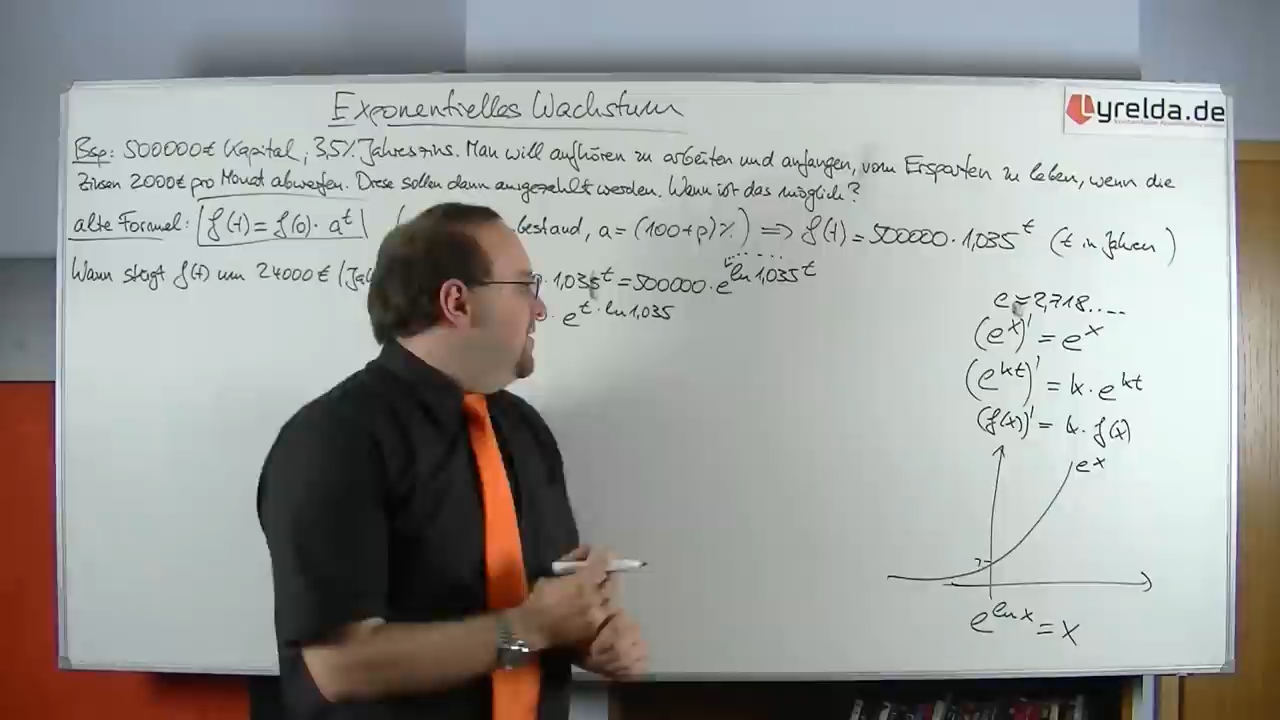 Exponentielles Wachstum
Lyrelda.de
Bsp: 500000€ Kapital, 3,5% Jahreszins. Man will aufhören zu arbeiten und anfangen, vom Ersparten zu leben, wenn die
Zinsen 2000€ pro Monat abwerfen. Diese sollen dann ausgezahlt werden. Wann ist das möglich?
alte Formel: f(t) = f(0) · a^t ( bestand, a = (100+p)%) ⇒ f(t) = 500000 · 1,035^t (t in Jahren)
Wann steigt f(t) um 24000€ · 1,035^t = 500000 · e^(ln 1,035^t)
· e^(t · ln 1,035)
e ≈ 2,718....
(e^x)' = e^x
(e^(kt))' = k · e^(kt)
(f(x))' = k · f(x)
e^x
1
e^(ln x) = x